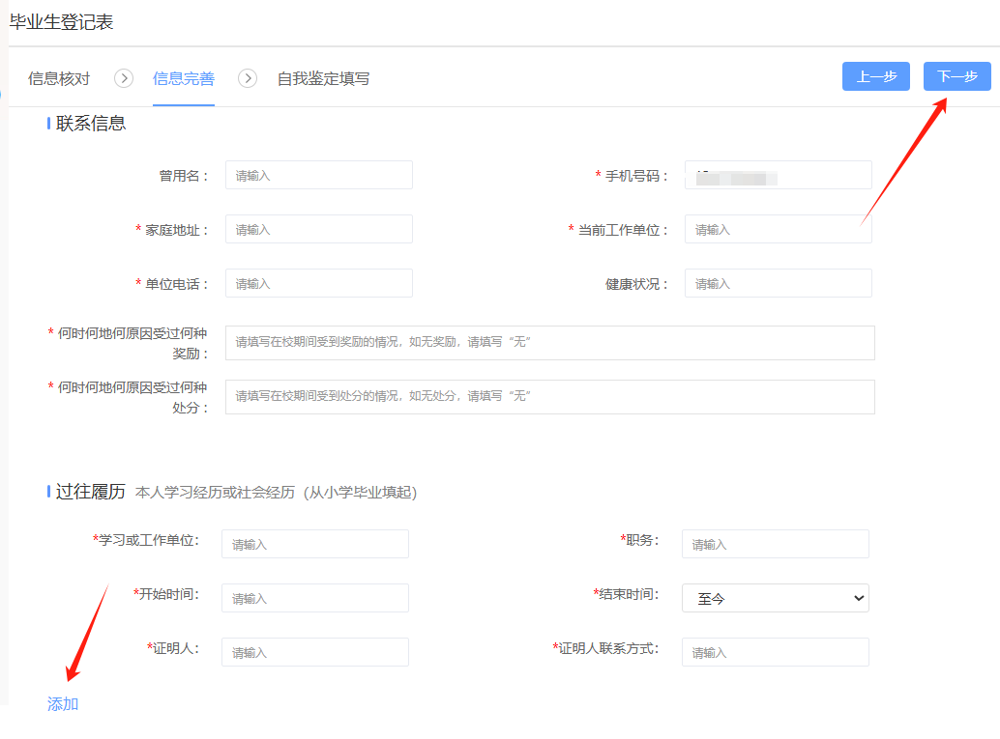 毕业生登记表
信息核对 信息完善 自我鉴定填写 上一步 下一步
联系信息
曾用名： 请输入 * 手机号码：
* 家庭地址： 请输入 * 当前工作单位： 请输入
* 单位电话： 请输入 健康状况： 请输入
* 何时何地何原因受过何种
奖励： 请填写在校期间受到奖励的情况，如无奖励，请填写“无”
* 何时何地何原因受过何种
处分： 请填写在校期间受到处分的情况，如无处分，请填写“无”
过往履历 本人学习经历或社会经历（从小学毕业填起）
*学习或工作单位： 请输入 *职务： 请输入
*开始时间： 请输入 *结束时间： 至今
*证明人： 请输入 *证明人联系方式： 请输入
添加